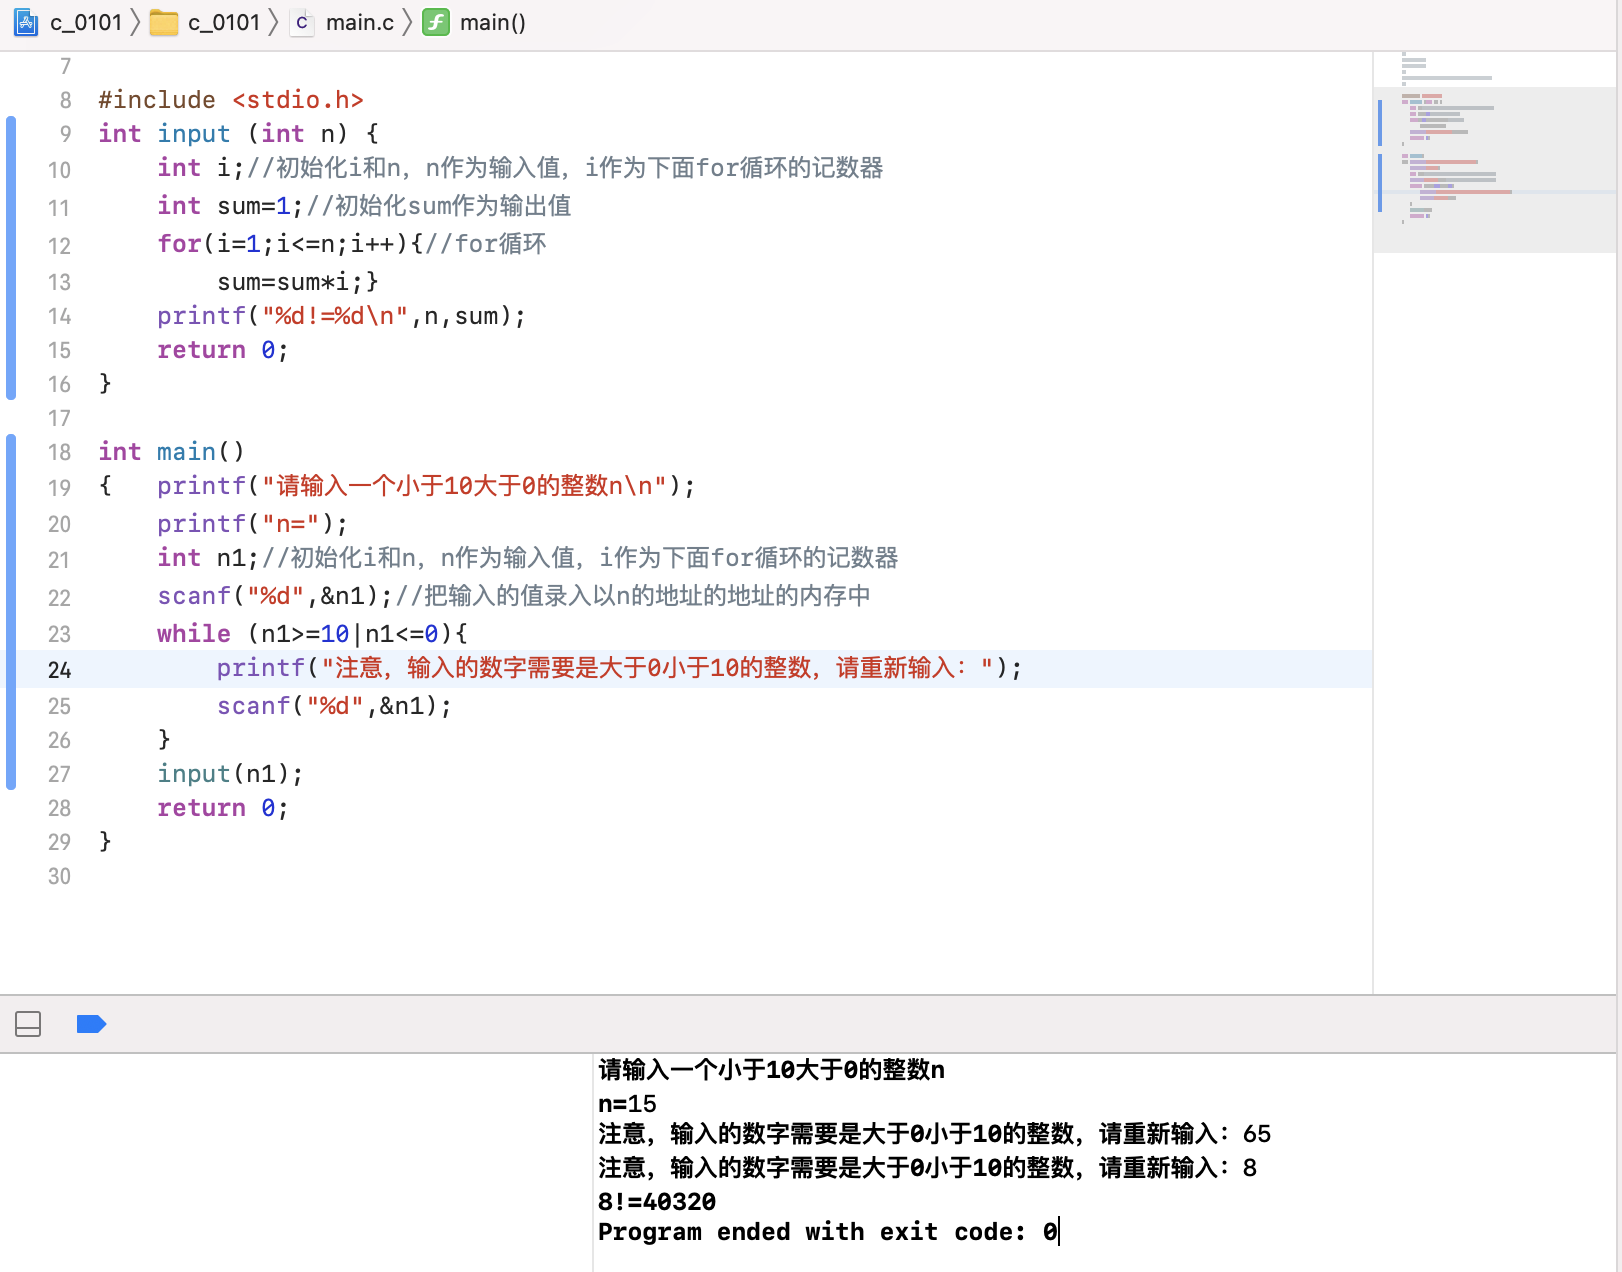 c_0101 〉 c_0101 〉 C main.c 〉 f main()
7
8 #include <stdio.h>
9 int input (int n) {
10     int i;//初始化i和n，n作为输入值，i作为下面for循环的记数器
11     int sum=1;//初始化sum作为输出值
12     for(i=1;i<=n;i++){//for循环
13         sum=sum*i;}
14     printf("%d!=%d\n",n,sum);
15     return 0;
16 }
17
18 int main()
19 {   printf("请输入一个小于10大于0的整数n\n");
20     printf("n=");
21     int n1;//初始化i和n，n作为输入值，i作为下面for循环的记数器
22     scanf("%d",&n1);//把输入的值录入以n的地址的地址的内存中
23     while (n1>=10|n1<=0){
24         printf("注意，输入的数字需要是大于0小于10的整数，请重新输入：");
25         scanf("%d",&n1);
26     }
27     input(n1);
28     return 0;
29 }
30
请输入一个小于10大于0的整数n
n=15
注意，输入的数字需要是大于0小于10的整数，请重新输入：65
注意，输入的数字需要是大于0小于10的整数，请重新输入：8
8!=40320
Program ended with exit code: 0